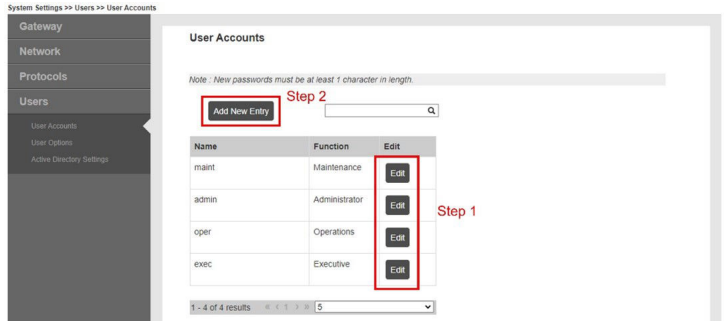 System Settings >> Users >> User Accounts
Gateway
Network
Protocols
Users
User Accounts
User Options
Active Directory Settings
User Accounts
Note : New passwords must be at least 1 character in length.
Step 2
Add New Entry
Name Function Edit
maint Maintenance Edit
admin Administrator Edit
Step 1
oper Operations Edit
exec Executive Edit
1 - 4 of 4 results « < 1 > » 5